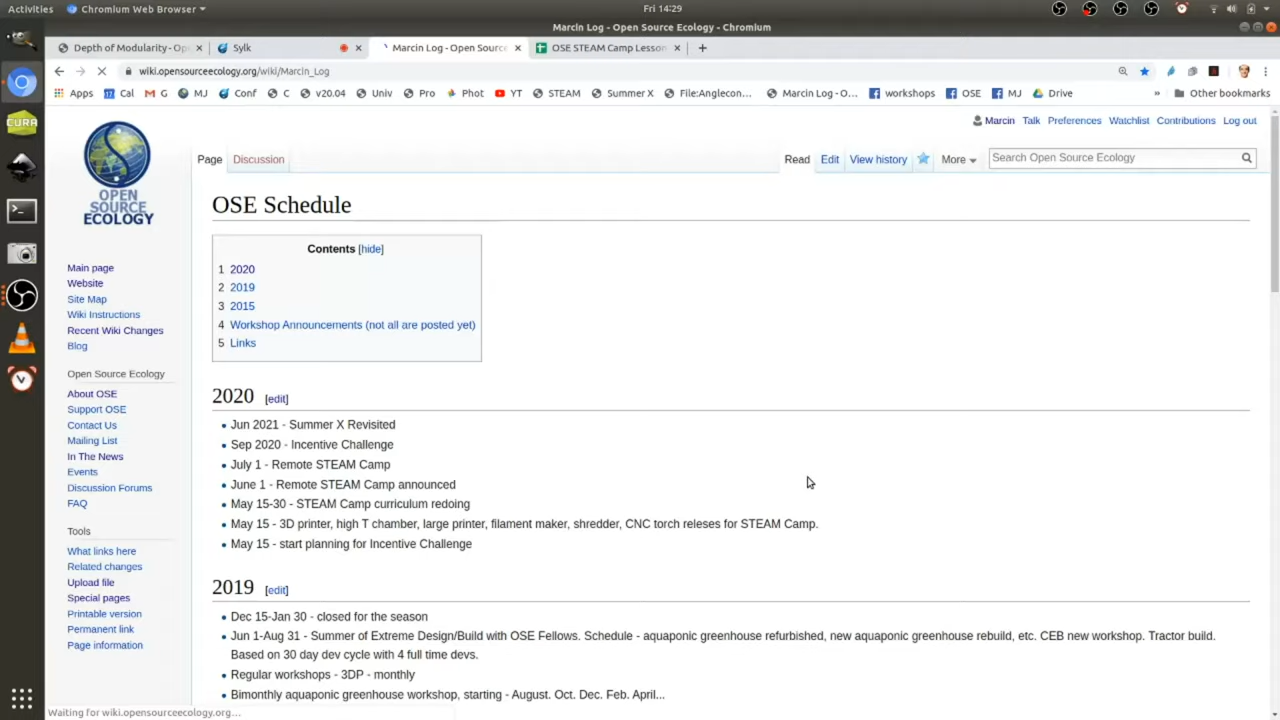 Activities
Chromium Web Browser
Fri 14:29
Marcin Log - Open Source Ecology - Chromium
Depth of Modularity - Op
Sylk
Marcin Log - Open Sourc
OSE STEAM Camp Lesson
wiki.opensourceecology.org/wiki/Marcin_Log
Apps
Cal
G
MJ
Conf
C
v20.04
Univ
Pro
Phot
YT
STEAM
Summer X
File:Anglecon...
Marcin Log - O...
workshops
OSE
MJ
Drive
»
Other bookmarks
Marcin
Talk
Preferences
Watchlist
Contributions
Log out
OPEN
SOURCE
ECOLOGY
CURA
Page
Discussion
Read
Edit
View history
More
Search Open Source Ecology
OSE Schedule
Contents [hide]
1 2020
2 2019
3 2015
4 Workshop Announcements (not all are posted yet)
5 Links
Main page
Website
Site Map
Wiki Instructions
Recent Wiki Changes
Blog
Open Source Ecology
About OSE
Support OSE
Contact Us
Mailing List
In The News
Events
Discussion Forums
FAQ
Tools
What links here
Related changes
Upload file
Special pages
Printable version
Permanent link
Page information
2020 [edit]
Jun 2021 - Summer X Revisited
Sep 2020 - Incentive Challenge
July 1 - Remote STEAM Camp
June 1 - Remote STEAM Camp announced
May 15-30 - STEAM Camp curriculum redoing
May 15 - 3D printer, high T chamber, large printer, filament maker, shredder, CNC torch releses for STEAM Camp.
May 15 - start planning for Incentive Challenge
2019 [edit]
Dec 15-Jan 30 - closed for the season
Jun 1-Aug 31 - Summer of Extreme Design/Build with OSE Fellows. Schedule - aquaponic greenhouse refurbished, new aquaponic greenhouse rebuild, etc. CEB new workshop. Tractor build.
Based on 30 day dev cycle with 4 full time devs.
Regular workshops - 3DP - monthly
Bimonthly aquaponic greenhouse workshop, starting - August. Oct. Dec. Feb. April...
Waiting for wiki.opensourceecology.org...